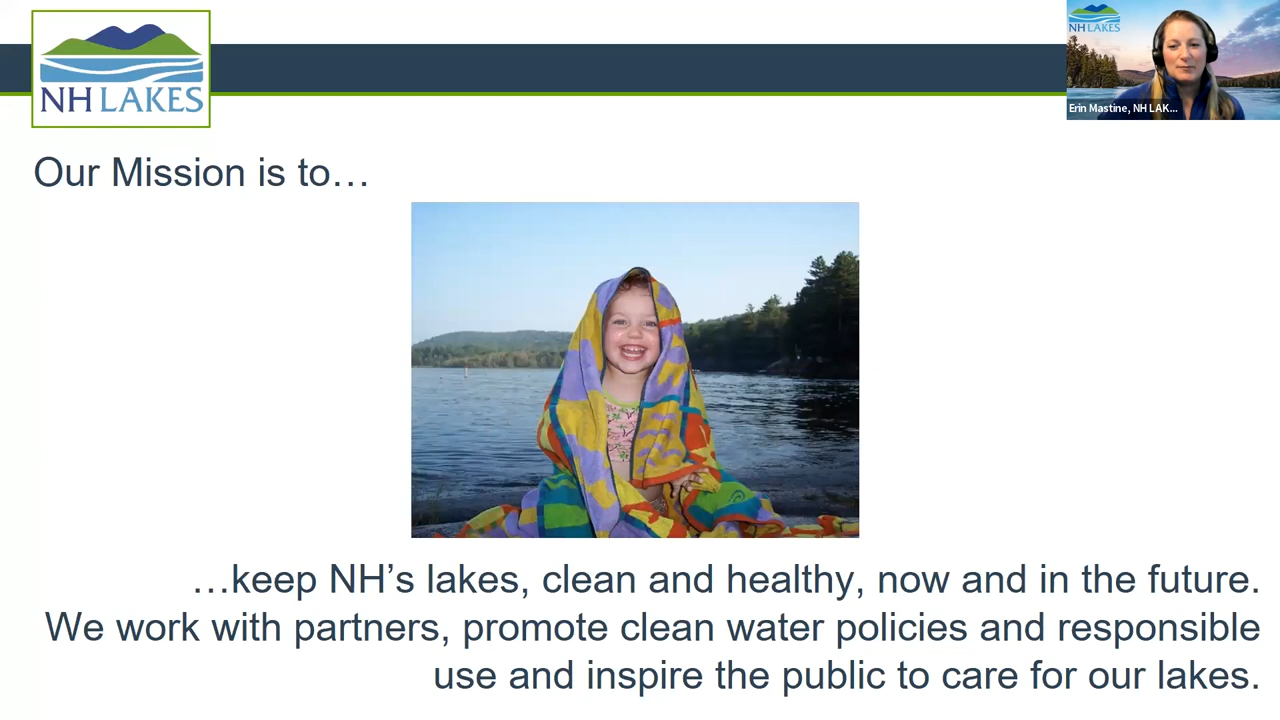 NH LAKES
NH LAKES
Erin Mastine, NH LAK...
Our Mission is to…
…keep NH’s lakes, clean and healthy, now and in the future.
We work with partners, promote clean water policies and responsible
use and inspire the public to care for our lakes.